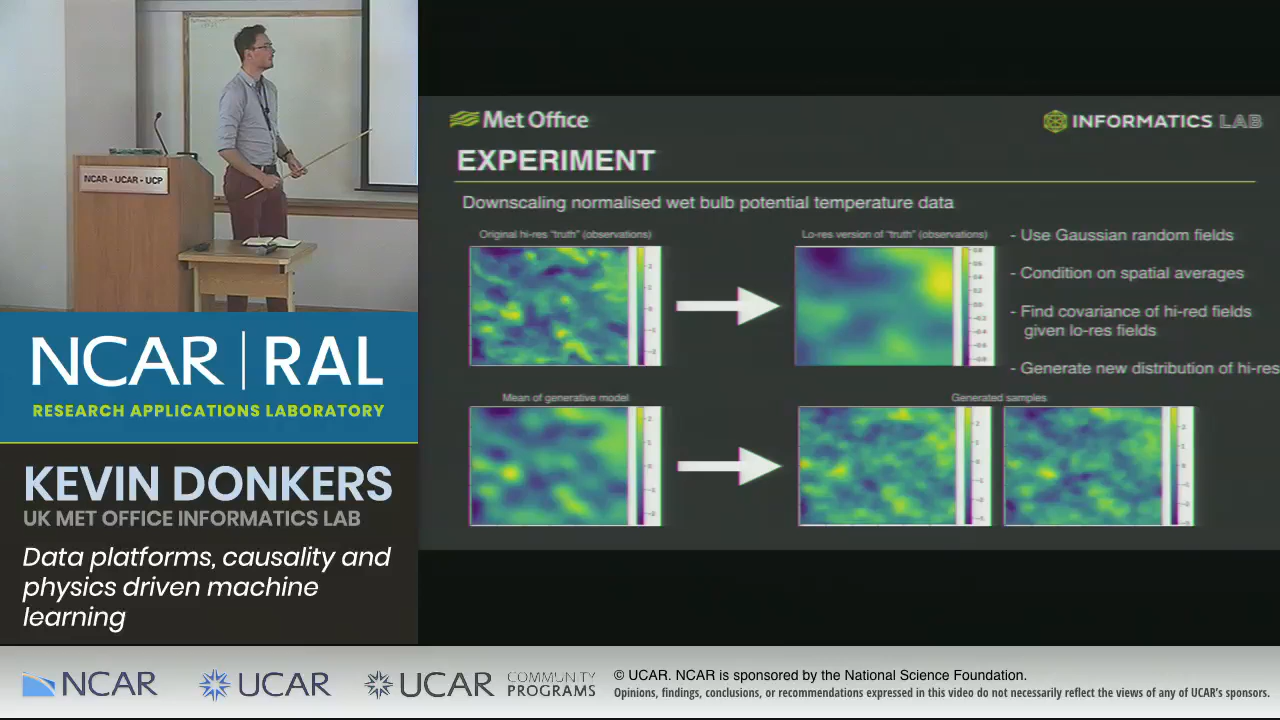 NCAR - UCAR - UCP
Met Office
INFORMATICS LAB
EXPERIMENT
Downscaling normalised wet bulb potential temperature data
Original hi-res "truth" (observations)
Lo-res version of "truth" (observations)
- Use Gaussian random fields
- Condition on spatial averages
- Find covariance of hi-red fields
given lo-res fields
- Generate new distribution of hi-res
Mean of generative model
Generated samples
NCAR | RAL
RESEARCH APPLICATIONS LABORATORY
KEVIN DONKERS
UK MET OFFICE INFORMATICS LAB
Data platforms, causality and
physics driven machine
learning
NCAR
UCAR
UCAR COMMUNITY
PROGRAMS
© UCAR. NCAR is sponsored by the National Science Foundation.
Opinions, findings, conclusions, or recommendations expressed in this video do not necessarily reflect the views of any of UCAR's sponsors.